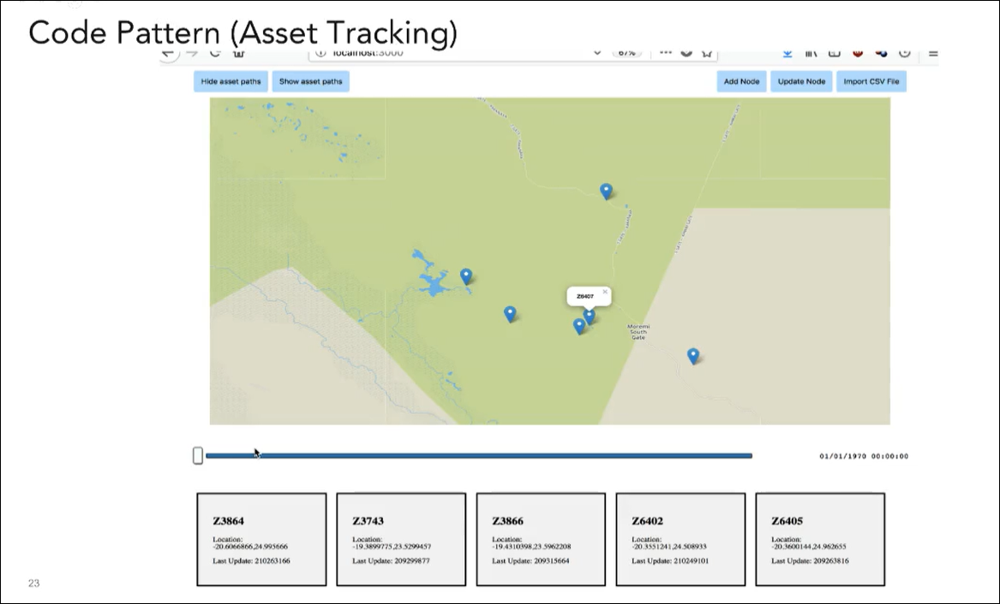 Code Pattern (Asset Tracking)
localhost:3000
67%
Hide asset paths
Show asset paths
Add Node
Update Node
Import CSV File
Z6407
Moremi
South
Gate
01/01/1970 00:00:00
Z3864
Location:
-20.6066866,24.995666
Last Update: 210263166
Z3743
Location:
-19.3899775,23.5299457
Last Update: 209299877
Z3866
Location:
-19.4310398,23.5962208
Last Update: 209315664
Z6402
Location:
-20.3551241,24.508933
Last Update: 210249101
Z6405
Location:
-20.3600144,24.962655
Last Update: 209263816
23